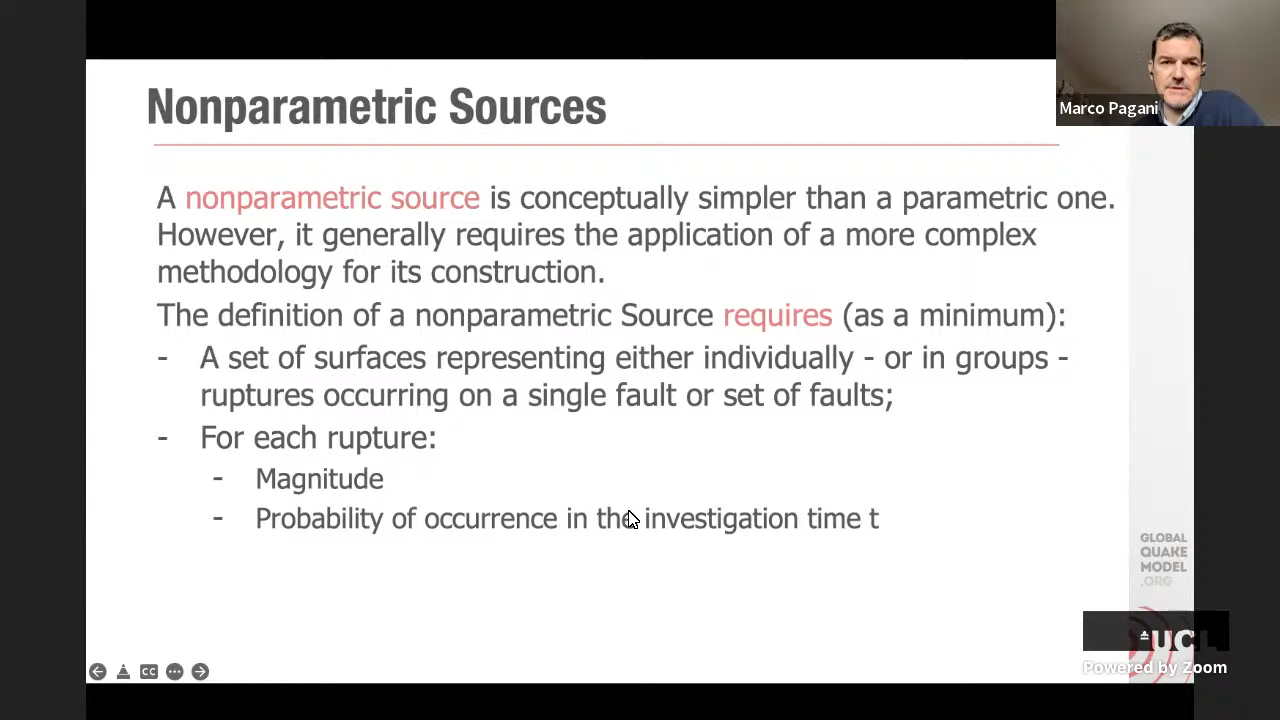 Nonparametric Sources
Marco Pagani
A nonparametric source is conceptually simpler than a parametric one.
However, it generally requires the application of a more complex
methodology for its construction.
The definition of a nonparametric Source requires (as a minimum):
- A set of surfaces representing either individually - or in groups -
ruptures occurring on a single fault or set of faults;
- For each rupture:
- Magnitude
- Probability of occurrence in the investigation time t
GLOBAL
QUAKE
MODEL
.ORG
UCL
Powered by Zoom
CC